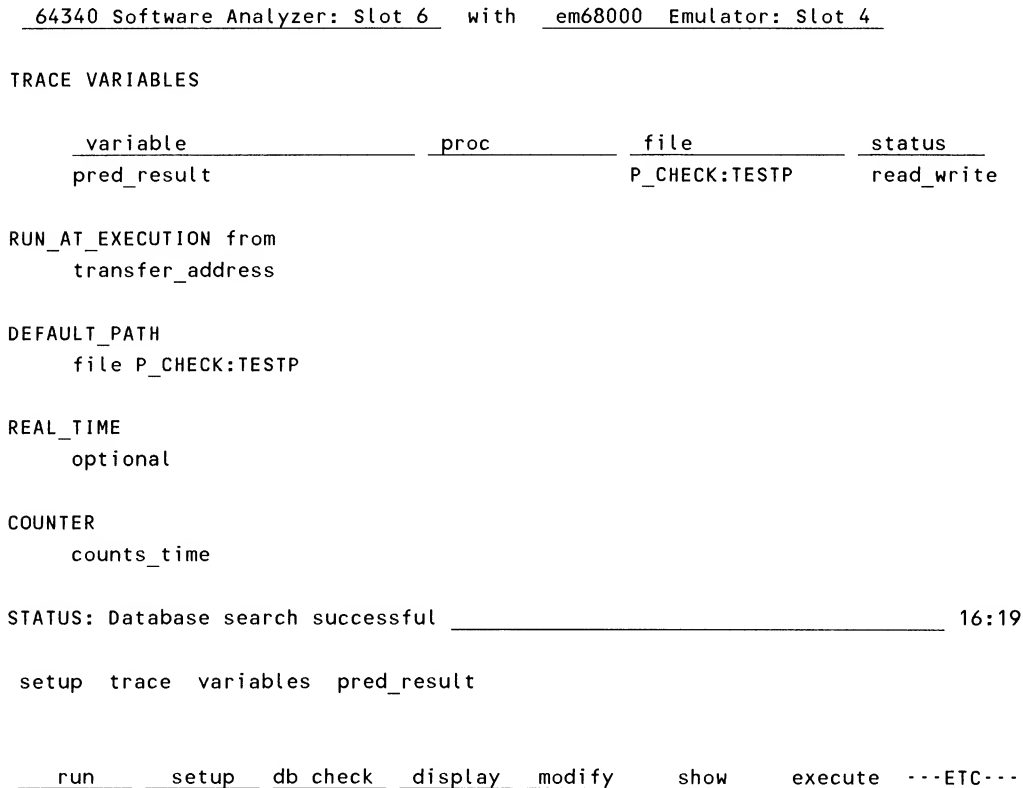 64340 Software Analyzer: Slot 6 with em68000 Emulator: Slot 4
TRACE VARIABLES
variable proc file status
pred_result P_CHECK:TESTP read_write
RUN_AT_EXECUTION from
transfer_address
DEFAULT_PATH
file P_CHECK:TESTP
REAL_TIME
optional
COUNTER
counts_time
STATUS: Database search successful 16:19
setup trace variables pred_result
run setup db check display modify show execute ---ETC---